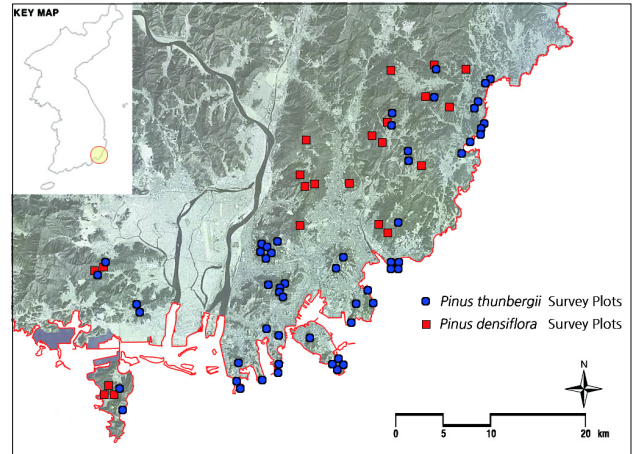 KEY MAP
Pinus thunbergii Survey Plots
Pinus densiflora Survey Plots
N
0 5 10 20 km